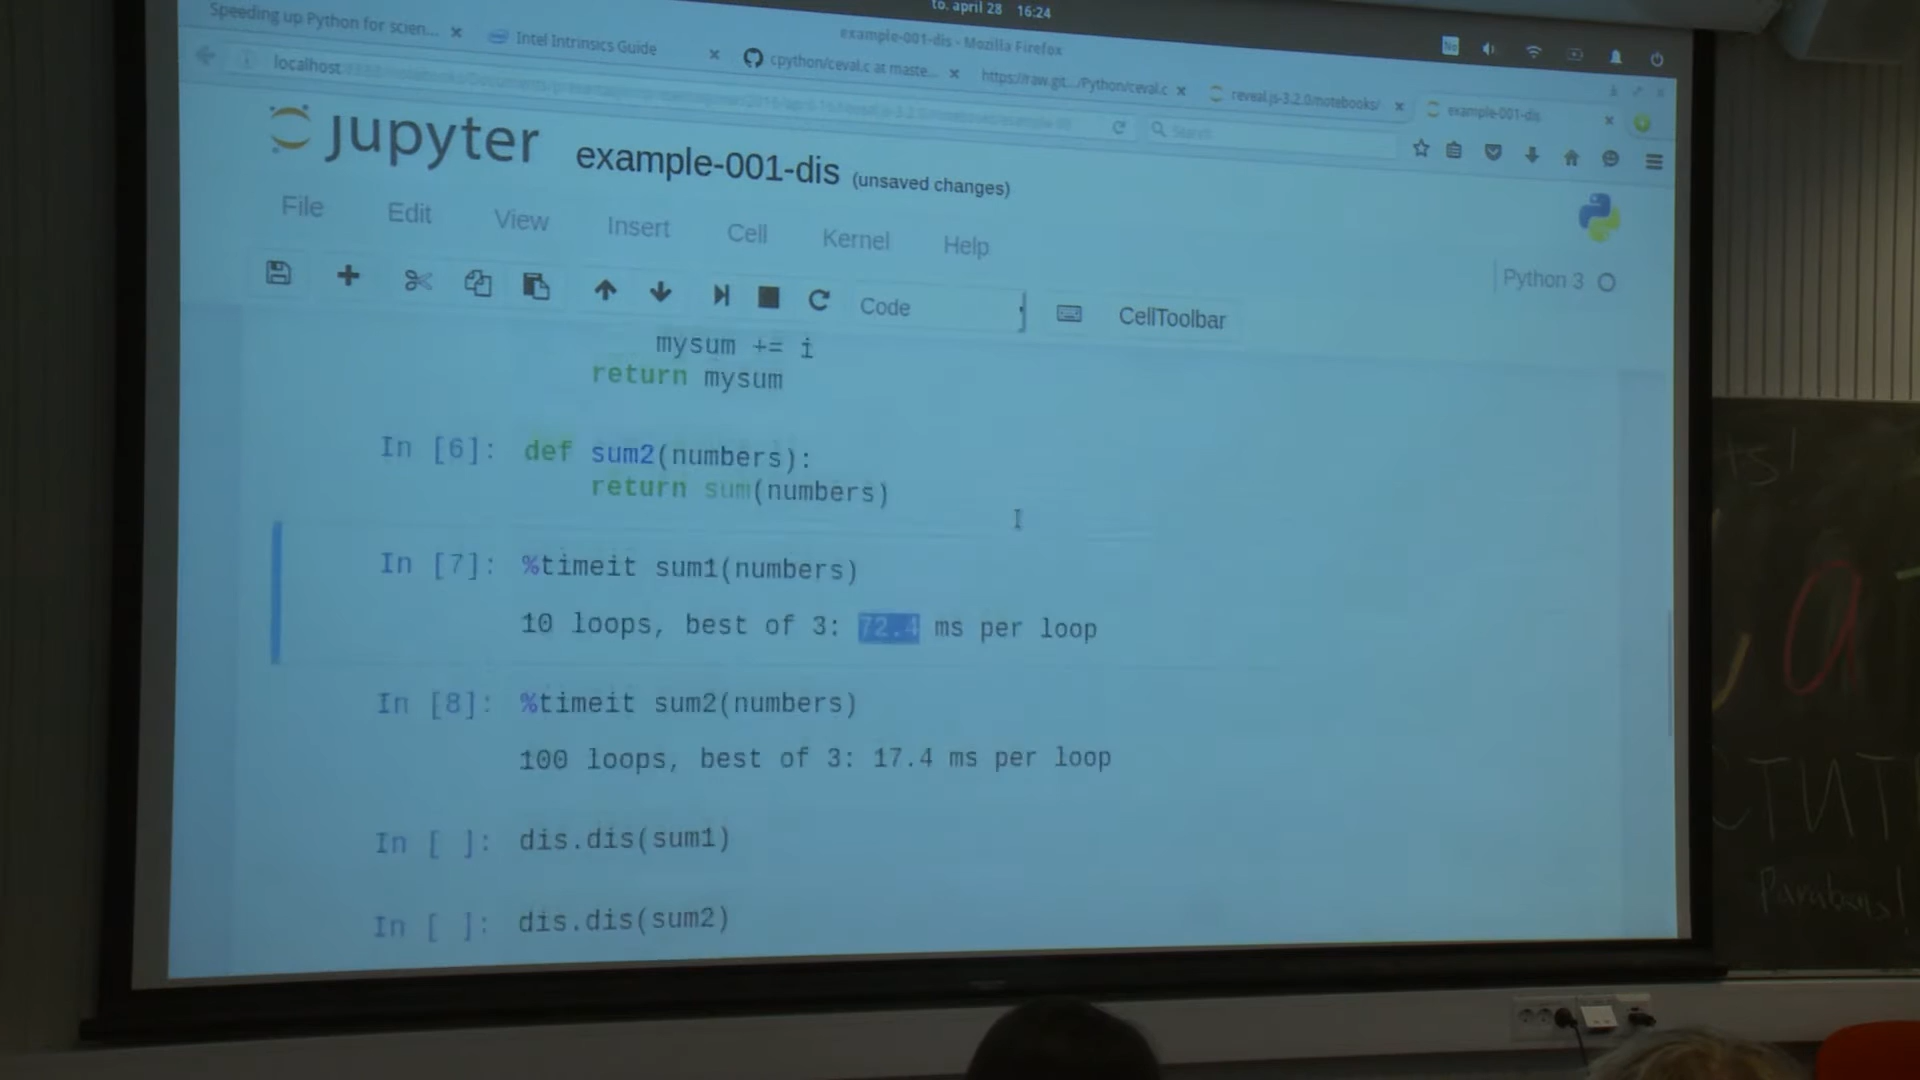 to. april 28 16:24
example-001-dis - Mozilla Firefox
Speeding up Python for scien...
Intel Intrinsics Guide
cpython/ceval.c at maste...
https://raw.git.../Python/ceval.c
reveal.js-3.2.0/notebooks/
example-001-dis
localhost
Search
jupyter example-001-dis (unsaved changes)
File Edit View Insert Cell Kernel Help
Python 3
Code CellToolbar
mysum += i
return mysum
In [6]: def sum2(numbers):
return sum(numbers)
In [7]: %timeit sum1(numbers)
10 loops, best of 3: 72.4 ms per loop
In [8]: %timeit sum2(numbers)
100 loops, best of 3: 17.4 ms per loop
In [ ]: dis.dis(sum1)
In [ ]: dis.dis(sum2)